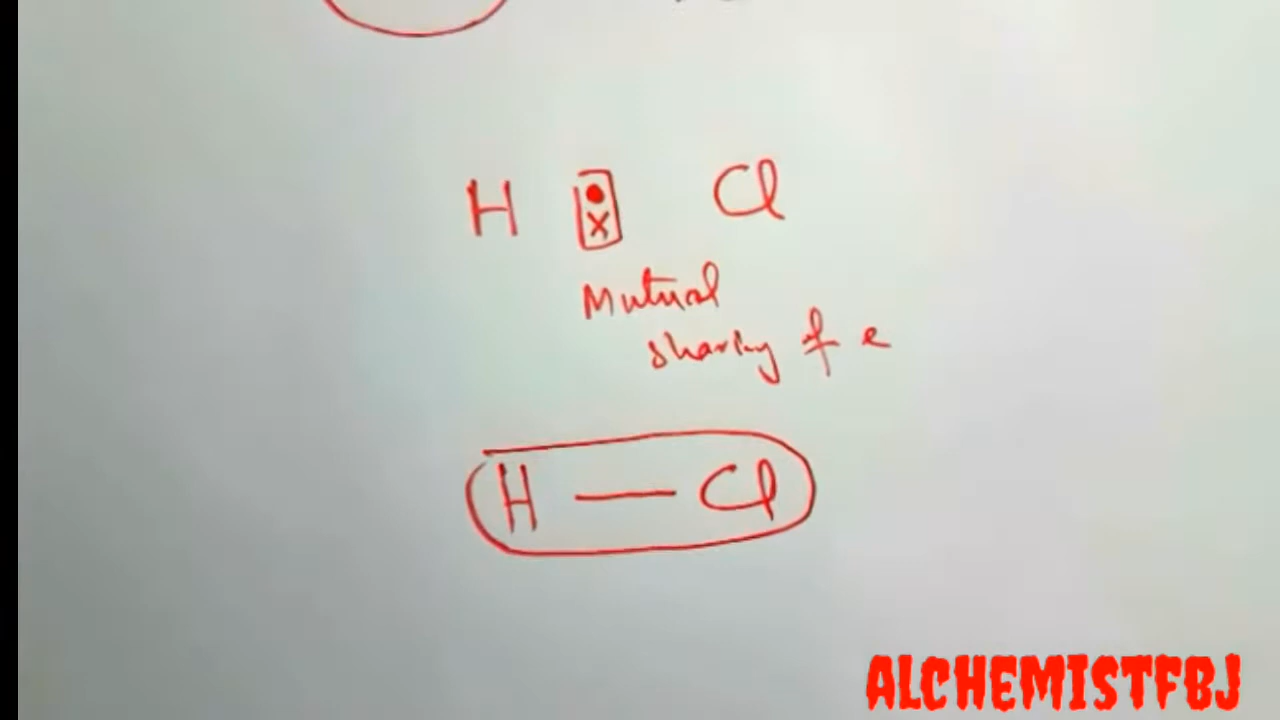 H • x Cl
Mutual
sharing of e
H — Cl
ALCHEMISTFBJ